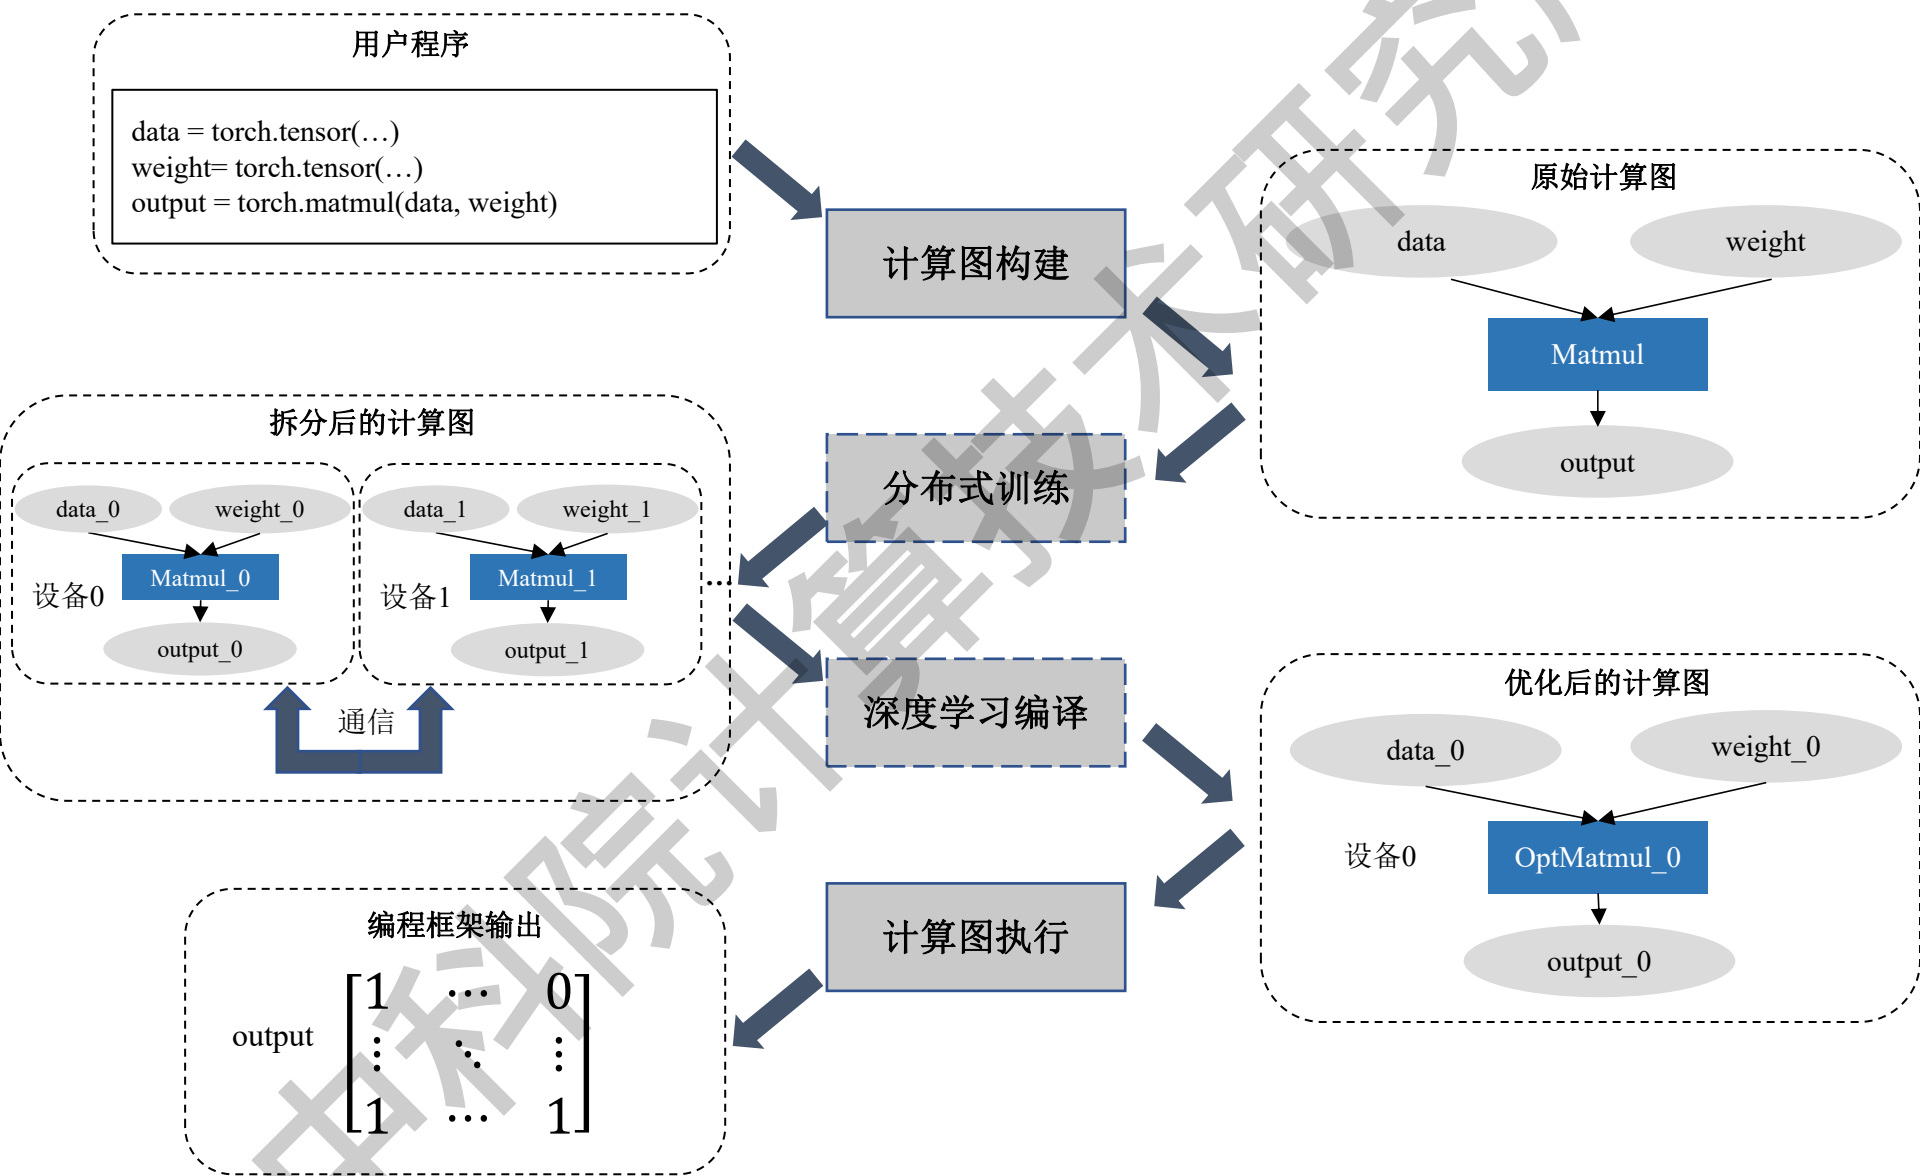 用户程序
data = torch.tensor(…)
weight= torch.tensor(…)
output = torch.matmul(data, weight)
计算图构建
原始计算图
data
weight
Matmul
output
分布式训练
拆分后的计算图
data_0
weight_0
Matmul_0
设备0
output_0
data_1
weight_1
Matmul_1
设备1
output_1
…
通信
深度学习编译
优化后的计算图
data_0
weight_0
设备0
OptMatmul_0
output_0
计算图执行
编程框架输出
output
1 ⋯ 0
⋮ ⋱ ⋮
1 ⋯ 1
中科院计算技术研究